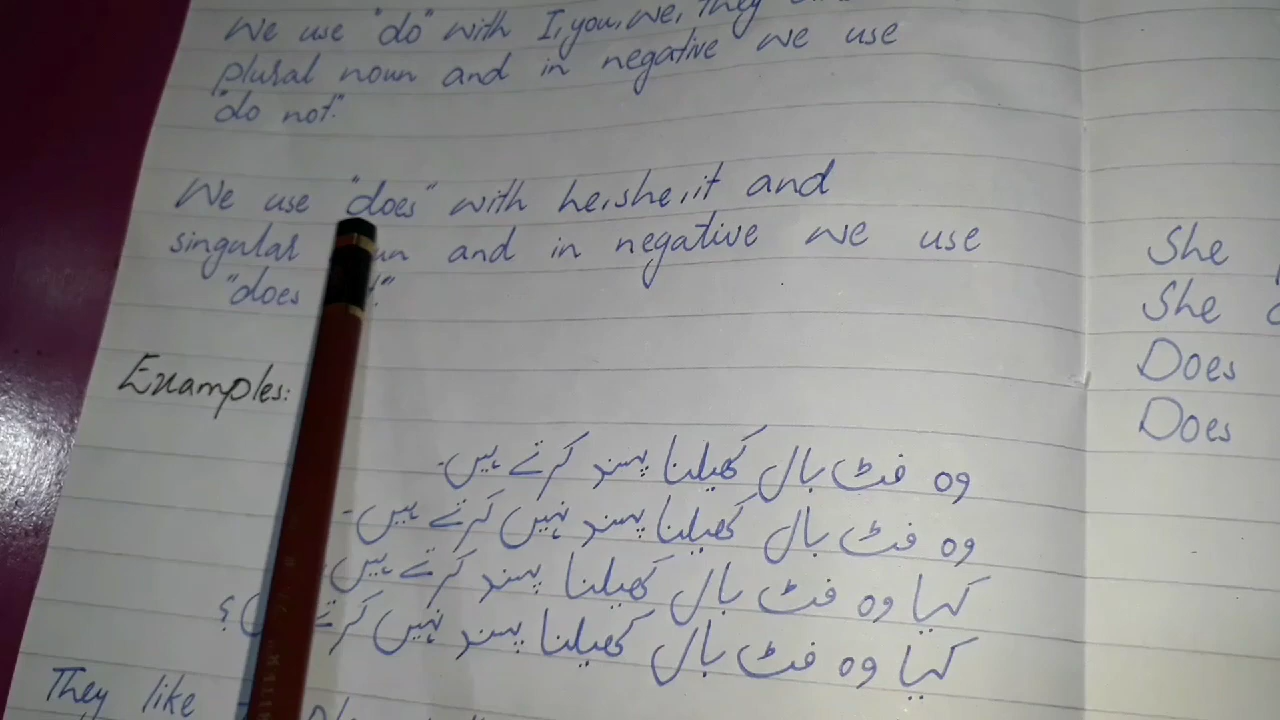 We use "do" with I, you, we, they
plural noun and in negative we use
"do not."
We use "does" with he, she, it and
singular and in negative we use
"does
Examples:
وہ فٹ بال کھیلنا پسند کرتے ہیں۔
وہ فٹ بال کھیلنا پسند نہیں کرتے ہیں۔
کیا وہ فٹ بال کھیلنا پسند کرتے ہیں
کیا وہ فٹ بال کھیلنا پسند نہیں ؟
They like
She
She
Does
Does